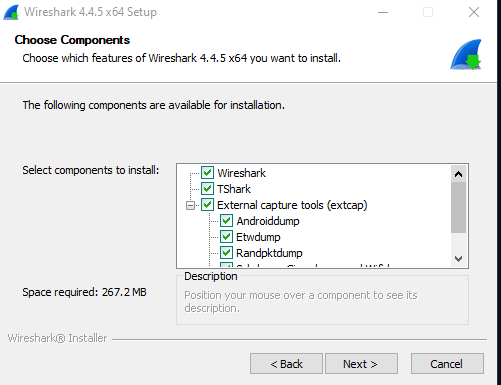 Wireshark 4.4.5 x64 Setup
Choose Components
Choose which features of Wireshark 4.4.5 x64 you want to install.
The following components are available for installation.
Select components to install:
Wireshark
TShark
External capture tools (extcap)
Androiddump
Etwdump
Randpktdump
Space required: 267.2 MB
Description
Position your mouse over a component to see its
description.
Wireshark® Installer
< Back
Next >
Cancel